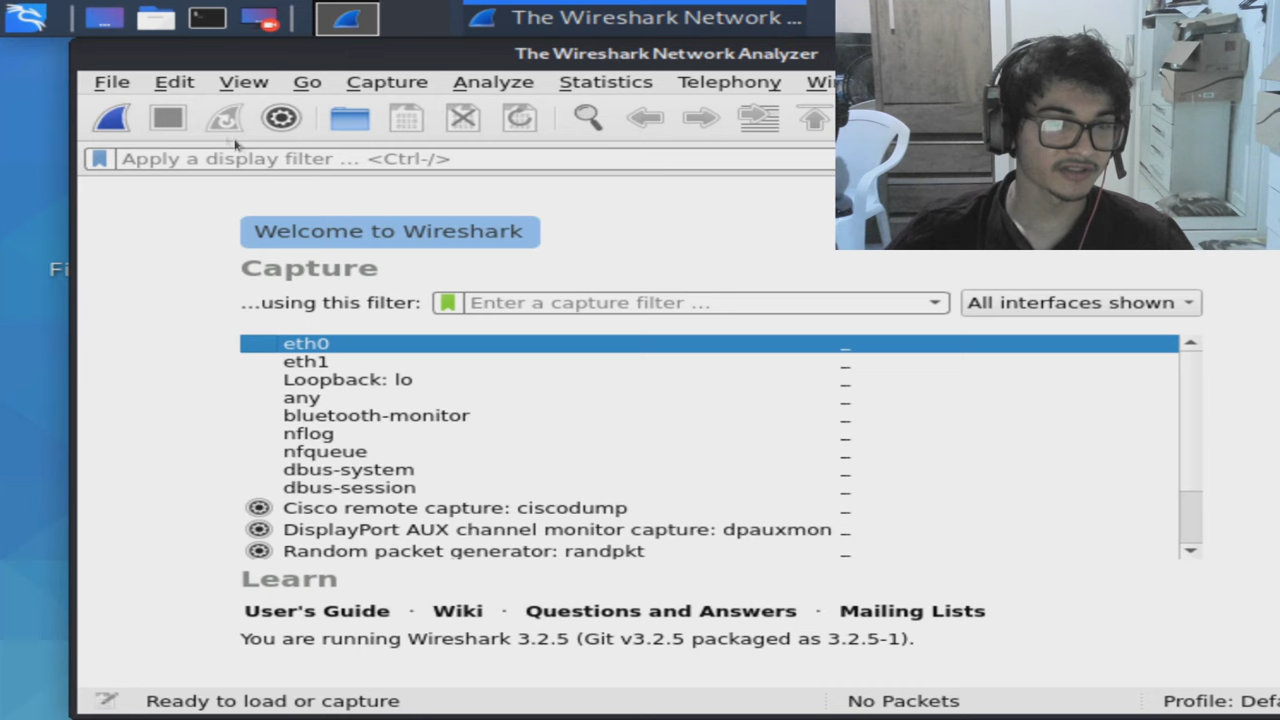 The Wireshark Network ...
The Wireshark Network Analyzer
File Edit View Go Capture Analyze Statistics Telephony Wi
Apply a display filter ... <Ctrl-/>
Fi
Welcome to Wireshark
Capture
...using this filter: Enter a capture filter ... All interfaces shown
eth0
eth1
Loopback: lo
any
bluetooth-monitor
nflog
nfqueue
dbus-system
dbus-session
Cisco remote capture: ciscodump
DisplayPort AUX channel monitor capture: dpauxmon
Random packet generator: randpkt
Learn
User's Guide · Wiki · Questions and Answers · Mailing Lists
You are running Wireshark 3.2.5 (Git v3.2.5 packaged as 3.2.5-1).
Ready to load or capture No Packets Profile: Defa